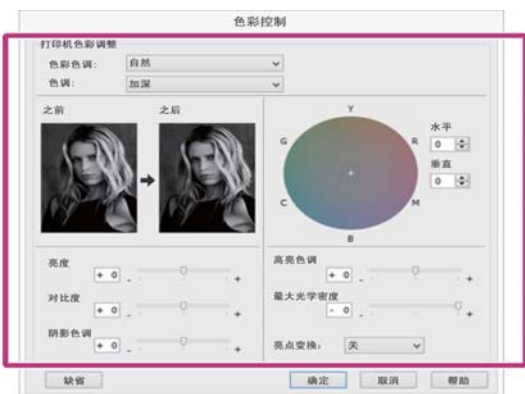 色彩控制
打印机色彩调整
色彩色调: 自然
色调: 加深
之前 之后
Y
G R
C M
B
水平
0
垂直
0
亮度
+ 0 - +
对比度
+ 0 - +
阴影色调
+ 0 - +
高亮色调
+ 0 - +
最大光学密度
- 0 - +
亮点变换: 关
缺省 确定 取消 帮助